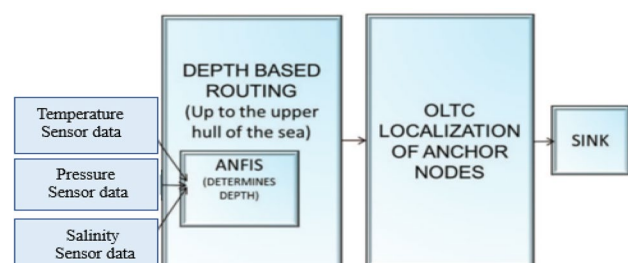 Temperature
Sensor data
Pressure
Sensor data
Salinity
Sensor data
DEPTH BASED
ROUTING
(Up to the upper
hull of the sea)
ANFIS
(DETERMINES
DEPTH)
OLTC
LOCALIZATION
OF ANCHOR
NODES
SINK